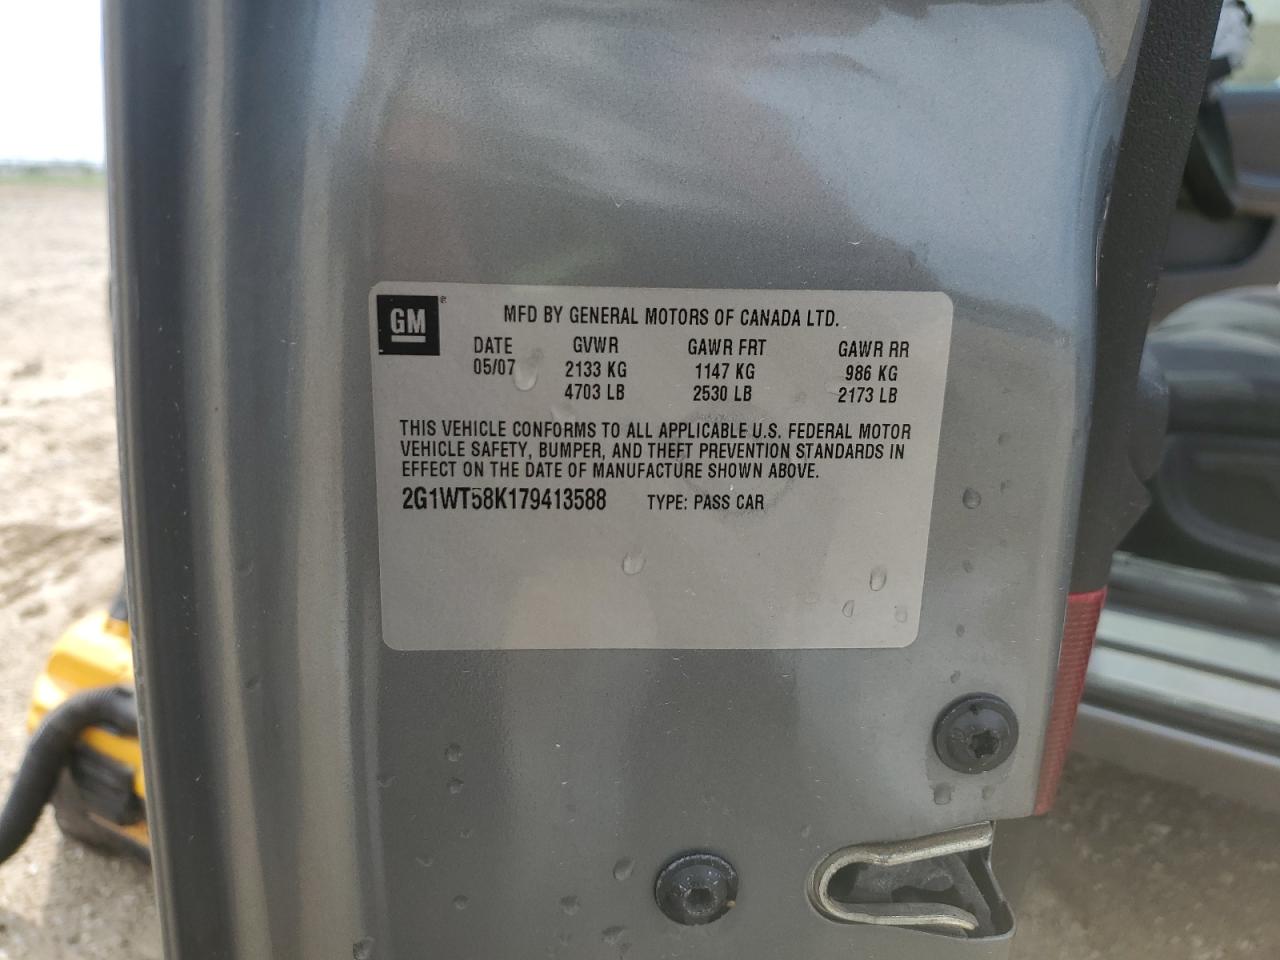 GM ® MFD BY GENERAL MOTORS OF CANADA LTD.
DATE GVWR GAWR FRT GAWR RR
05/07 2133 KG 1147 KG 986 KG
4703 LB 2530 LB 2173 LB
THIS VEHICLE CONFORMS TO ALL APPLICABLE U.S. FEDERAL MOTOR
VEHICLE SAFETY, BUMPER, AND THEFT PREVENTION STANDARDS IN
EFFECT ON THE DATE OF MANUFACTURE SHOWN ABOVE.
2G1WT58K179413588 TYPE: PASS CAR